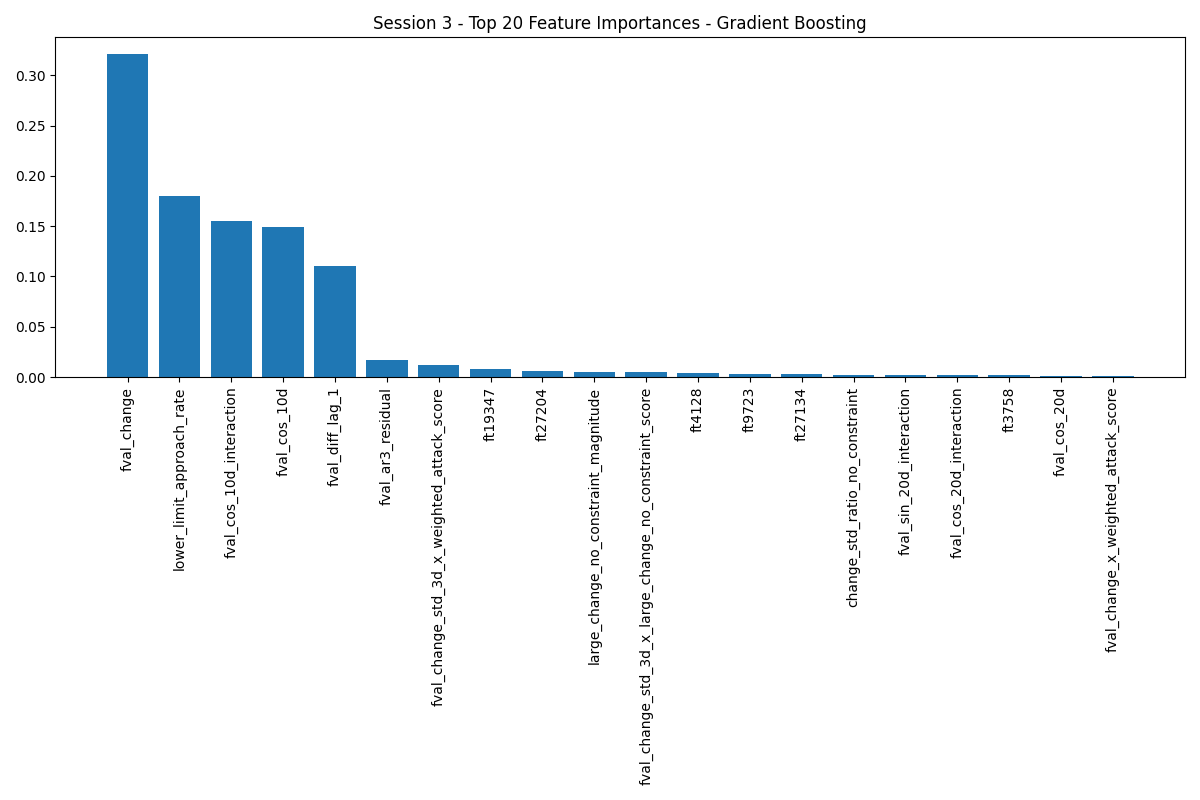 Session 3 - Top 20 Feature Importances - Gradient Boosting
0.30
0.25
0.20
0.15
0.10
0.05
0.00
fval_change
lower_limit_approach_rate
fval_cos_10d_interaction
fval_cos_10d
fval_diff_lag_1
fval_ar3_residual
fval_change_std_3d_x_weighted_attack_score
ft19347
ft27204
large_change_no_constraint_magnitude
fval_change_std_3d_x_large_change_no_constraint_score
ft4128
ft9723
ft27134
change_std_ratio_no_constraint
fval_sin_20d_interaction
fval_cos_20d_interaction
ft3758
fval_cos_20d
fval_change_x_weighted_attack_score